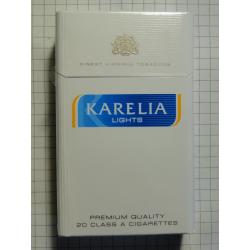 FINEST VIRGINIA TOBACCOS
KARELIA
LIGHTS
PREMIUM QUALITY
20 CLASS A CIGARETTES